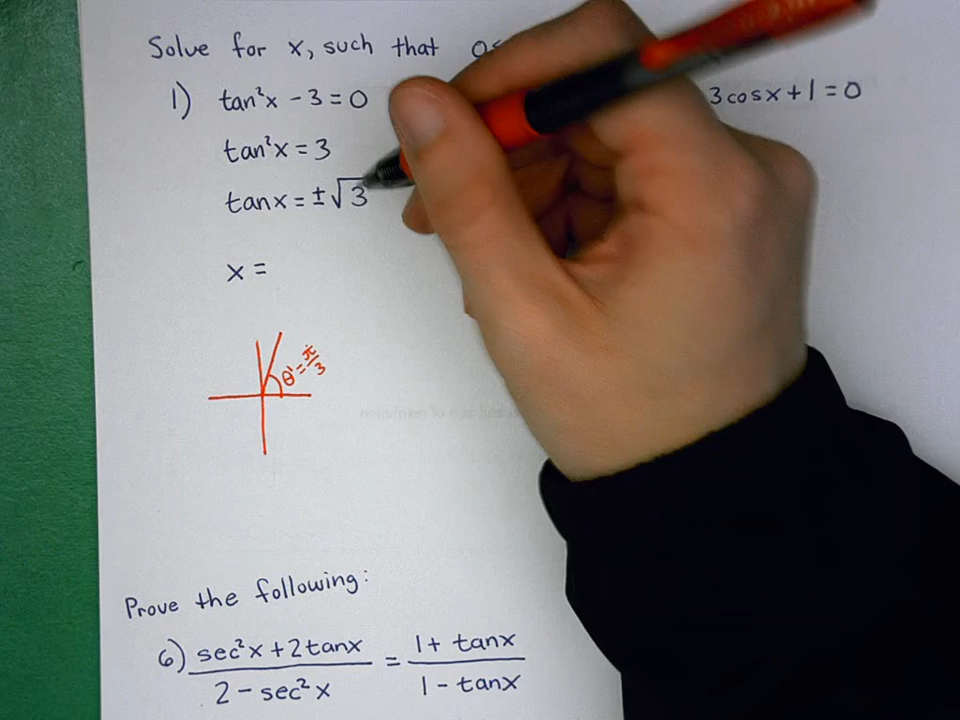 Solve for x, such that 0≤
1) tan²x - 3 = 0
3cosx + 1 = 0
tan²x = 3
tanx = ±√3
x =
θ' = π/3
Prove the following:
6) sec²x + 2tanx / 2 - sec²x = 1 + tanx / 1 - tanx